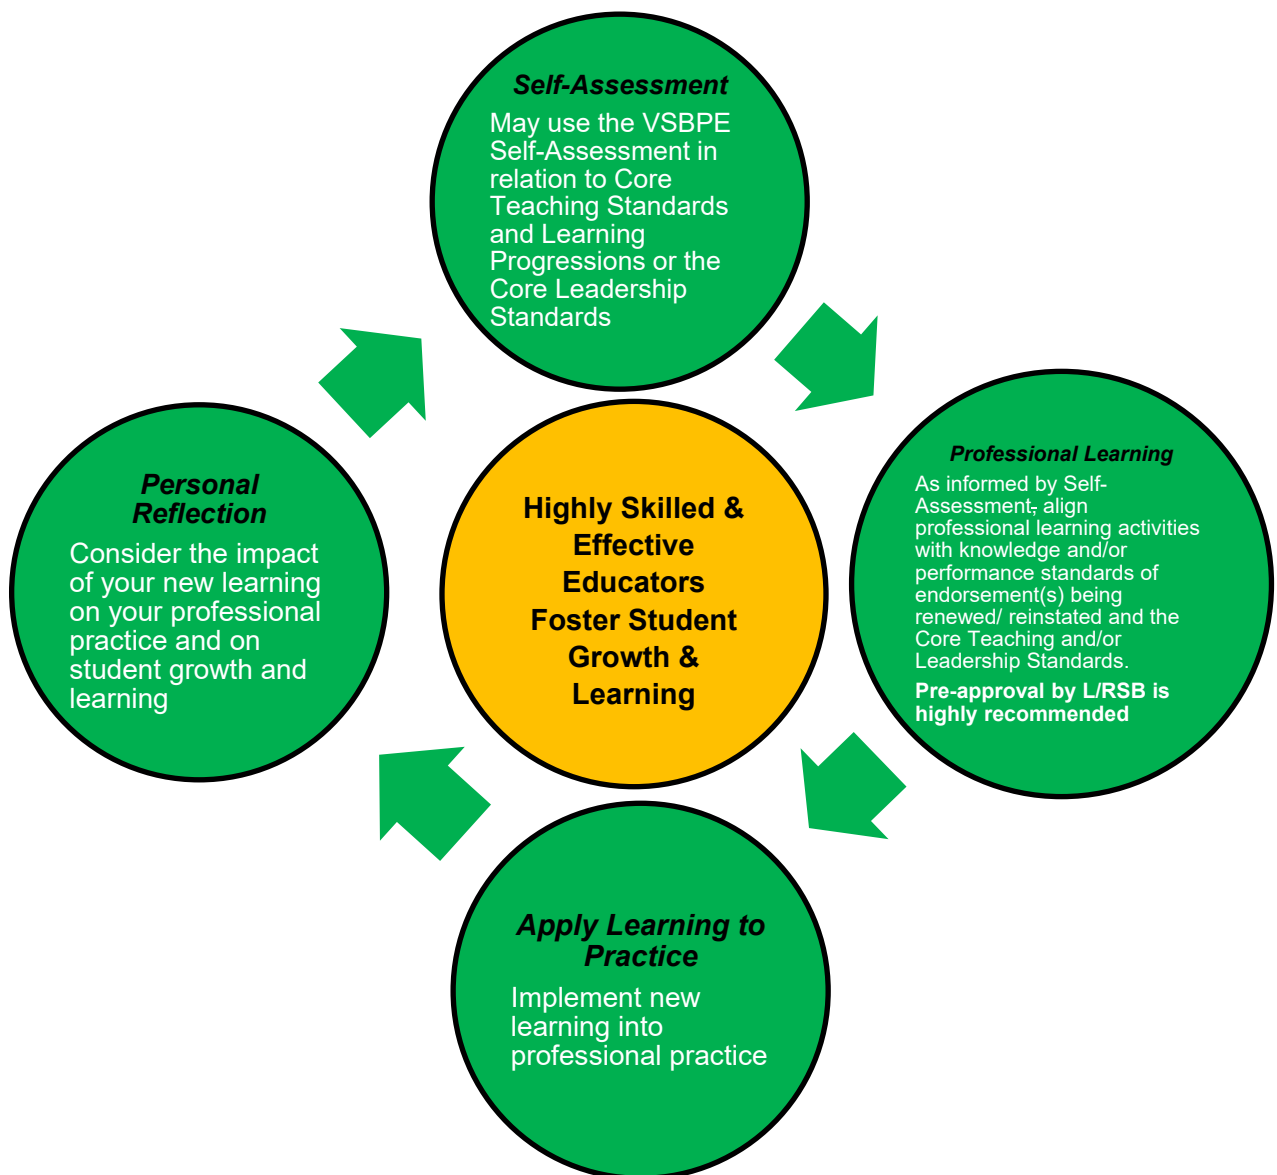 Self-Assessment
May use the VSBPE
Self-Assessment in
relation to Core
Teaching Standards
and Learning
Progressions or the
Core Leadership
Standards
Professional Learning
As informed by Self-
Assessment, align
professional learning activities
with knowledge and/or
performance standards of
endorsement(s) being
renewed/ reinstated and the
Core Teaching and/or
Leadership Standards.
Pre-approval by L/RSB is
highly recommended
Apply Learning to
Practice
Implement new
learning into
professional practice
Personal
Reflection
Consider the impact
of your new learning
on your professional
practice and on
student growth and
learning
Highly Skilled &
Effective
Educators
Foster Student
Growth &
Learning